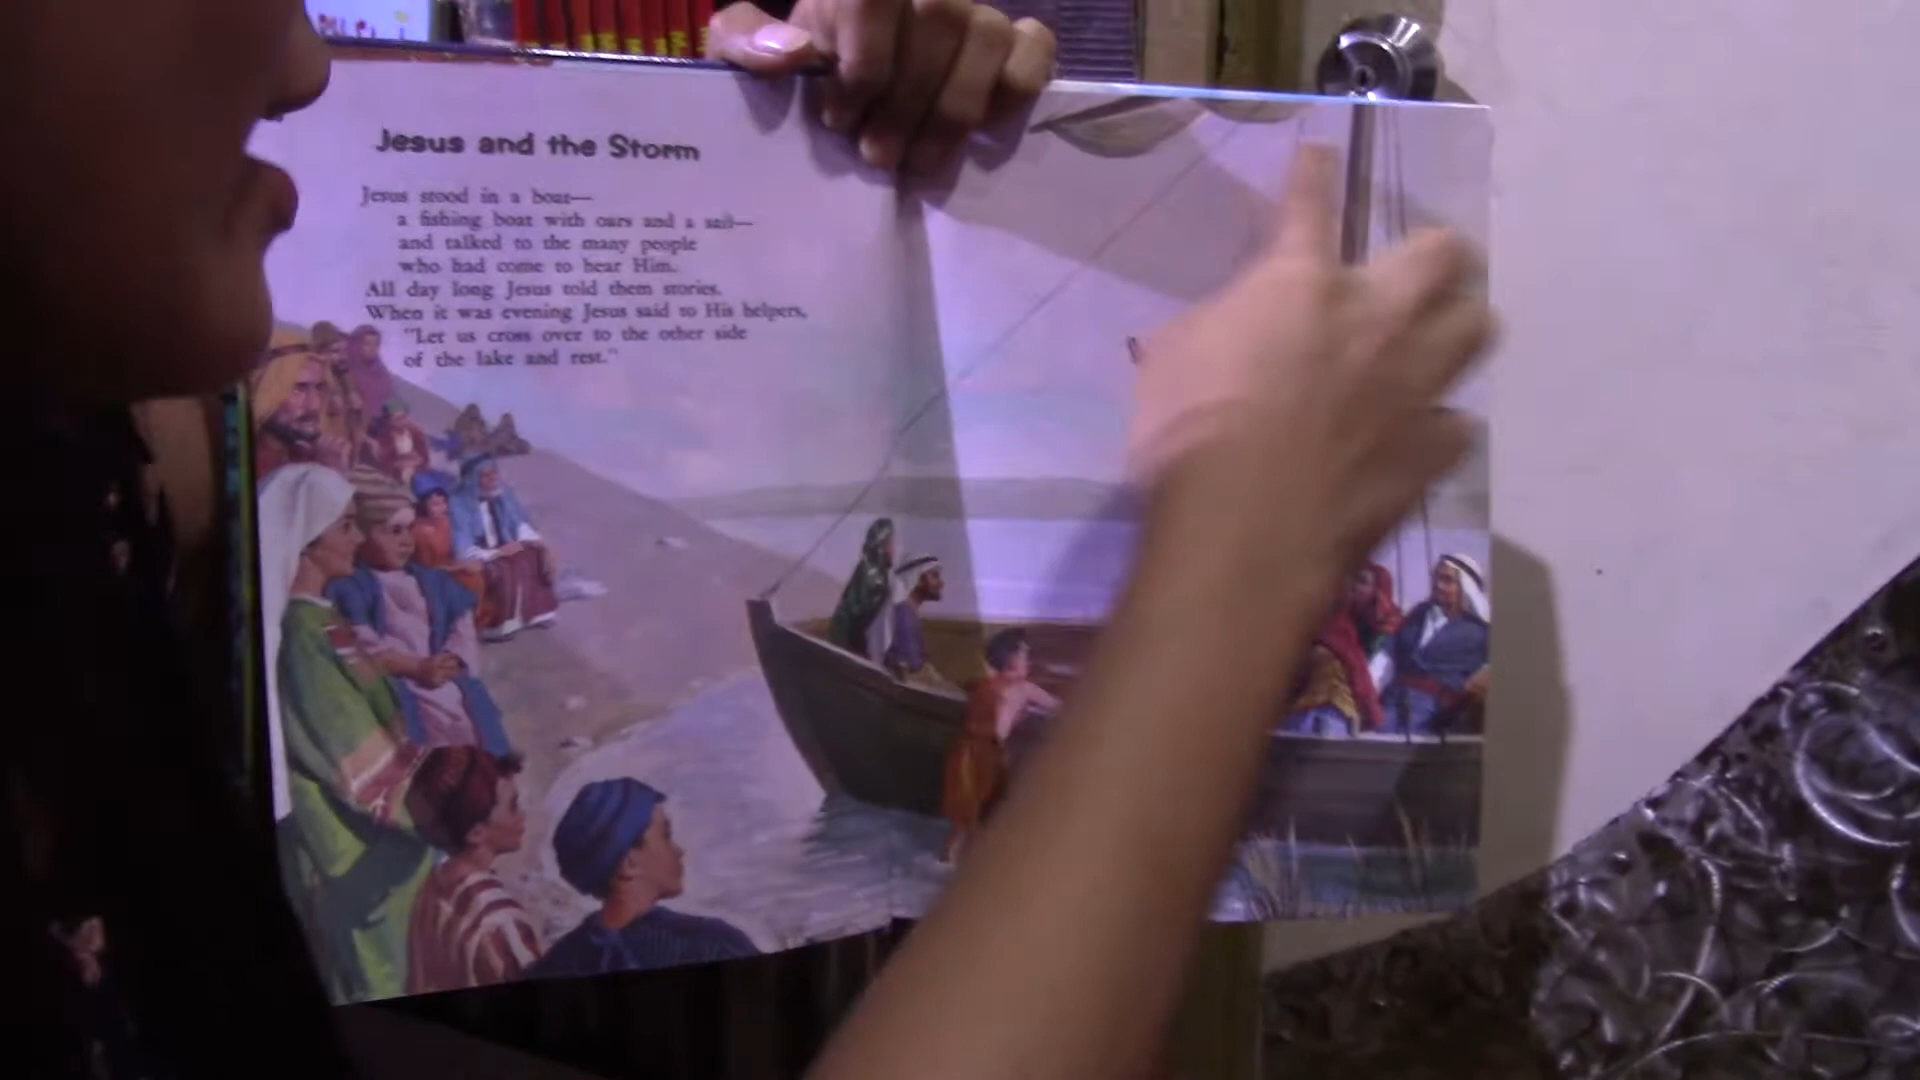 Jesus and the Storm
Jesus stood in a boat—
a fishing boat with oars and a sail—
and talked to the many people
who had come to hear Him.
All day long Jesus told them stories.
When it was evening Jesus said to His helpers,
"Let us cross over to the other side
of the lake and rest."